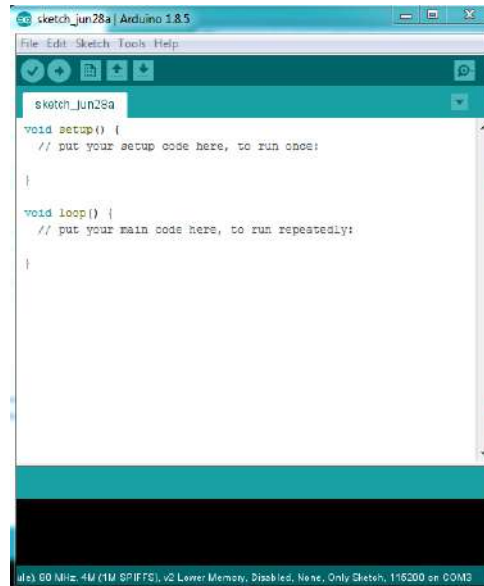 sketch_jun28a | Arduino 1.8.5
File Edit Sketch Tools Help
sketch_jun28a
void setup() {
// put your setup code here, to run once:
}
void loop() {
// put your main code here, to run repeatedly:
}
ule), 80 MHz, 4M (1M SPIFFS), v2 Lower Memory, Disabled, None, Only Sketch, 115200 on COM3